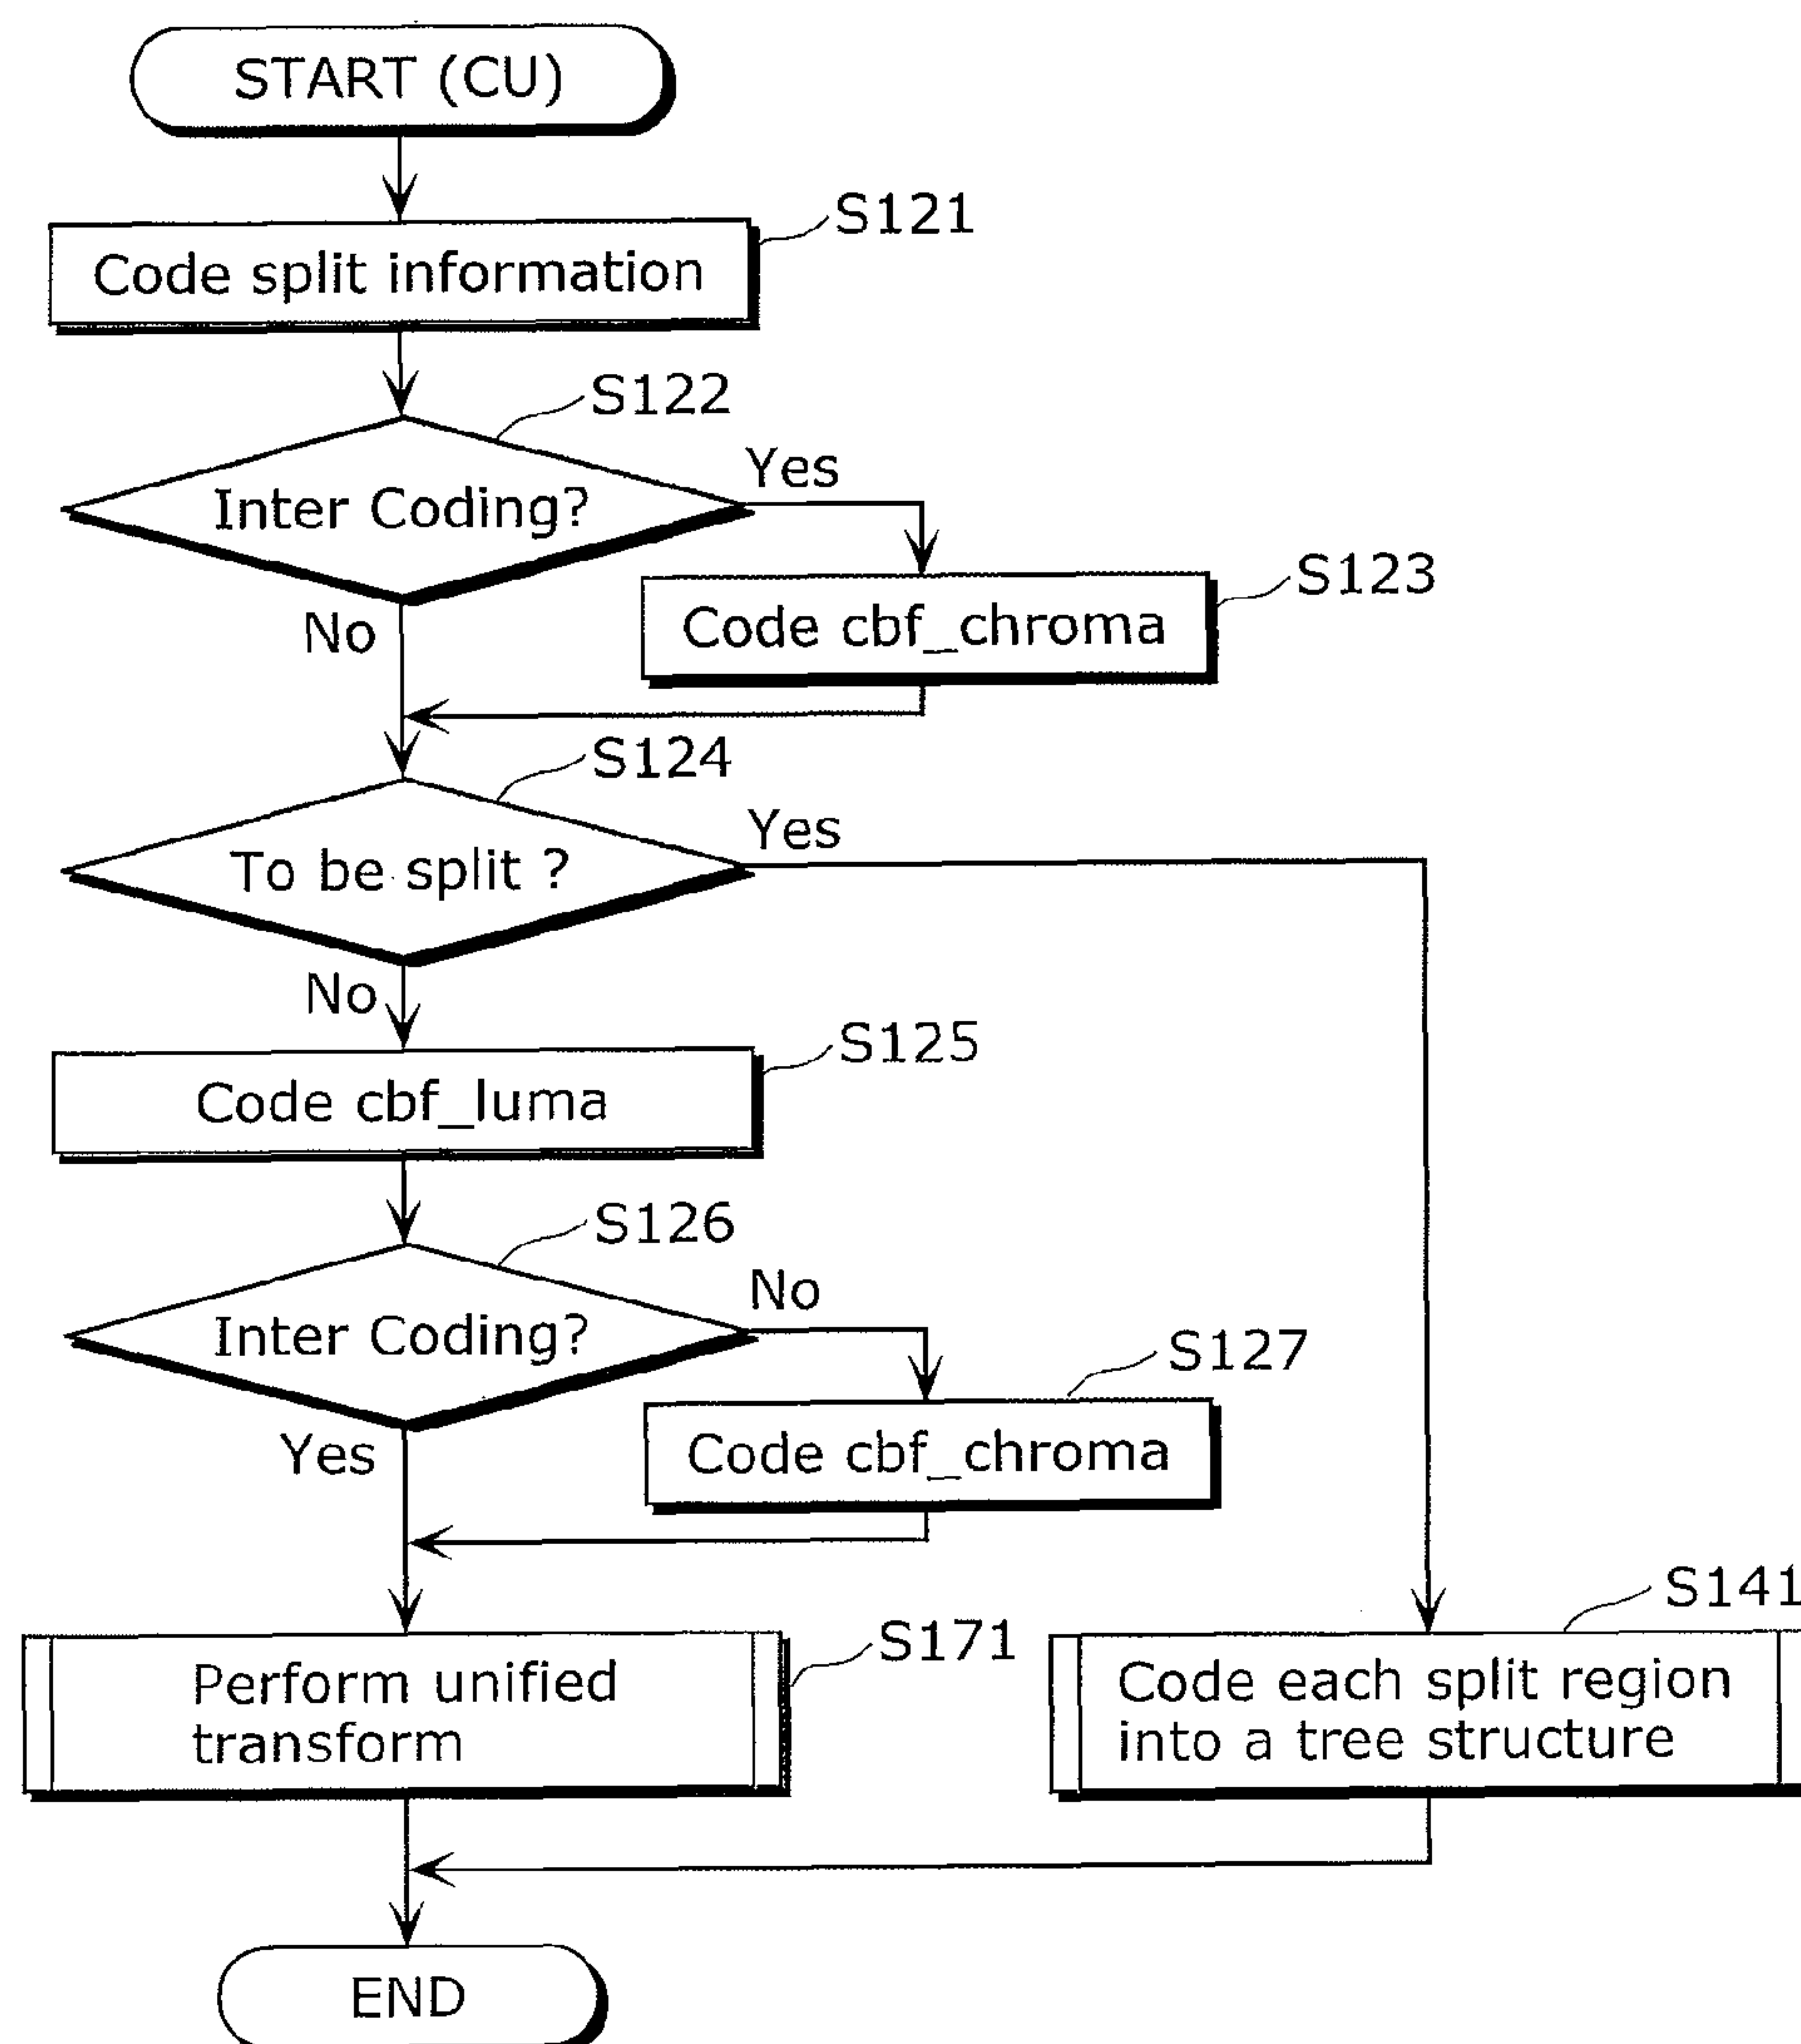 START (CU)
S121
Code split information
S122
Inter Coding?
Yes
No
S123
Code cbf_chroma
S124
To be split ?
Yes
No
S125
Code cbf_luma
S126
Inter Coding?
No
Yes
S127
Code cbf_chroma
S171
Perform unified
transform
S141
Code each split region
into a tree structure
END